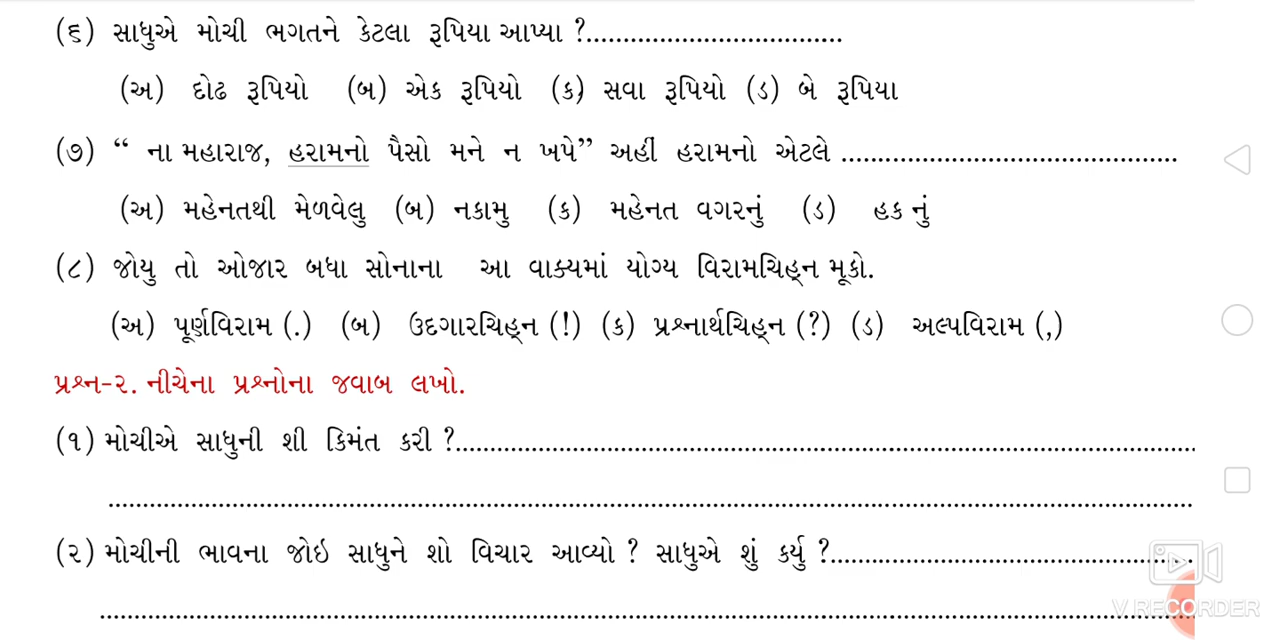 (૬) સાધુએ મોચી ભગતને કેટલા રૂપિયા આપ્યા ?..................................
(અ) દોઢ રૂપિયો (બ) એક રૂપિયો (ક) સવા રૂપિયો (ડ) બે રૂપિયા
(૭) “ ના મહારાજ, હરામનો પૈસો મને ન ખપે” અહીં હરામનો એટલે .............................................
(અ) મહેનતથી મેળવેલુ (બ) નકામુ (ક) મહેનત વગરનું (ડ) હક નું
(૮) જોયુ તો ઓજાર બધા સોનાના આ વાક્યમાં યોગ્ય વિરામચિહ્ન મૂકો.
(અ) પૂર્ણવિરામ (.) (બ) ઉદગારચિહ્ન (!) (ક) પ્રશ્નાર્થચિહ્ન (?) (ડ) અલ્પવિરામ (,)
પ્રશ્ન-૨. નીચેના પ્રશ્નોના જવાબ લખો.
(૧) મોચીએ સાધુની શી કિમંત કરી ?....................................................................................................
....................................................................................................
(૨) મોચીની ભાવના જોઇ સાધુને શો વિચાર આવ્યો ? સાધુએ શું કર્યુ ?................................................
....................................................................................................
V RECORDER